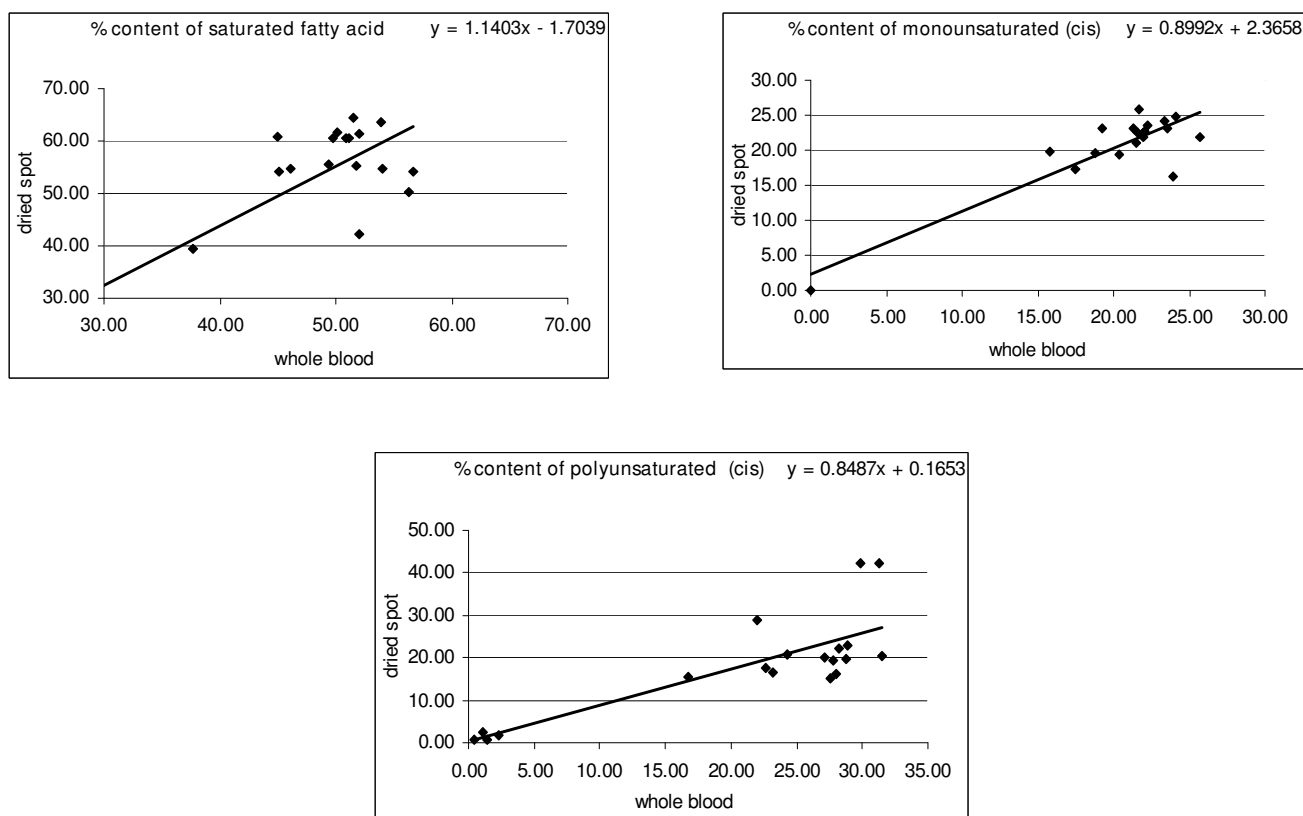 % content of saturated fatty acid y = 1.1403x - 1.7039
70.00
60.00
50.00
40.00
30.00
dried spot
30.00 40.00 50.00 60.00 70.00
whole blood
% content of monounsaturated (cis) y = 0.8992x + 2.3658
30.00
25.00
20.00
15.00
10.00
5.00
0.00
dried spot
0.00 5.00 10.00 15.00 20.00 25.00 30.00
whole blood
% content of polyunsaturated (cis) y = 0.8487x + 0.1653
50.00
40.00
30.00
20.00
10.00
0.00
dried spot
0.00 5.00 10.00 15.00 20.00 25.00 30.00 35.00
whole blood